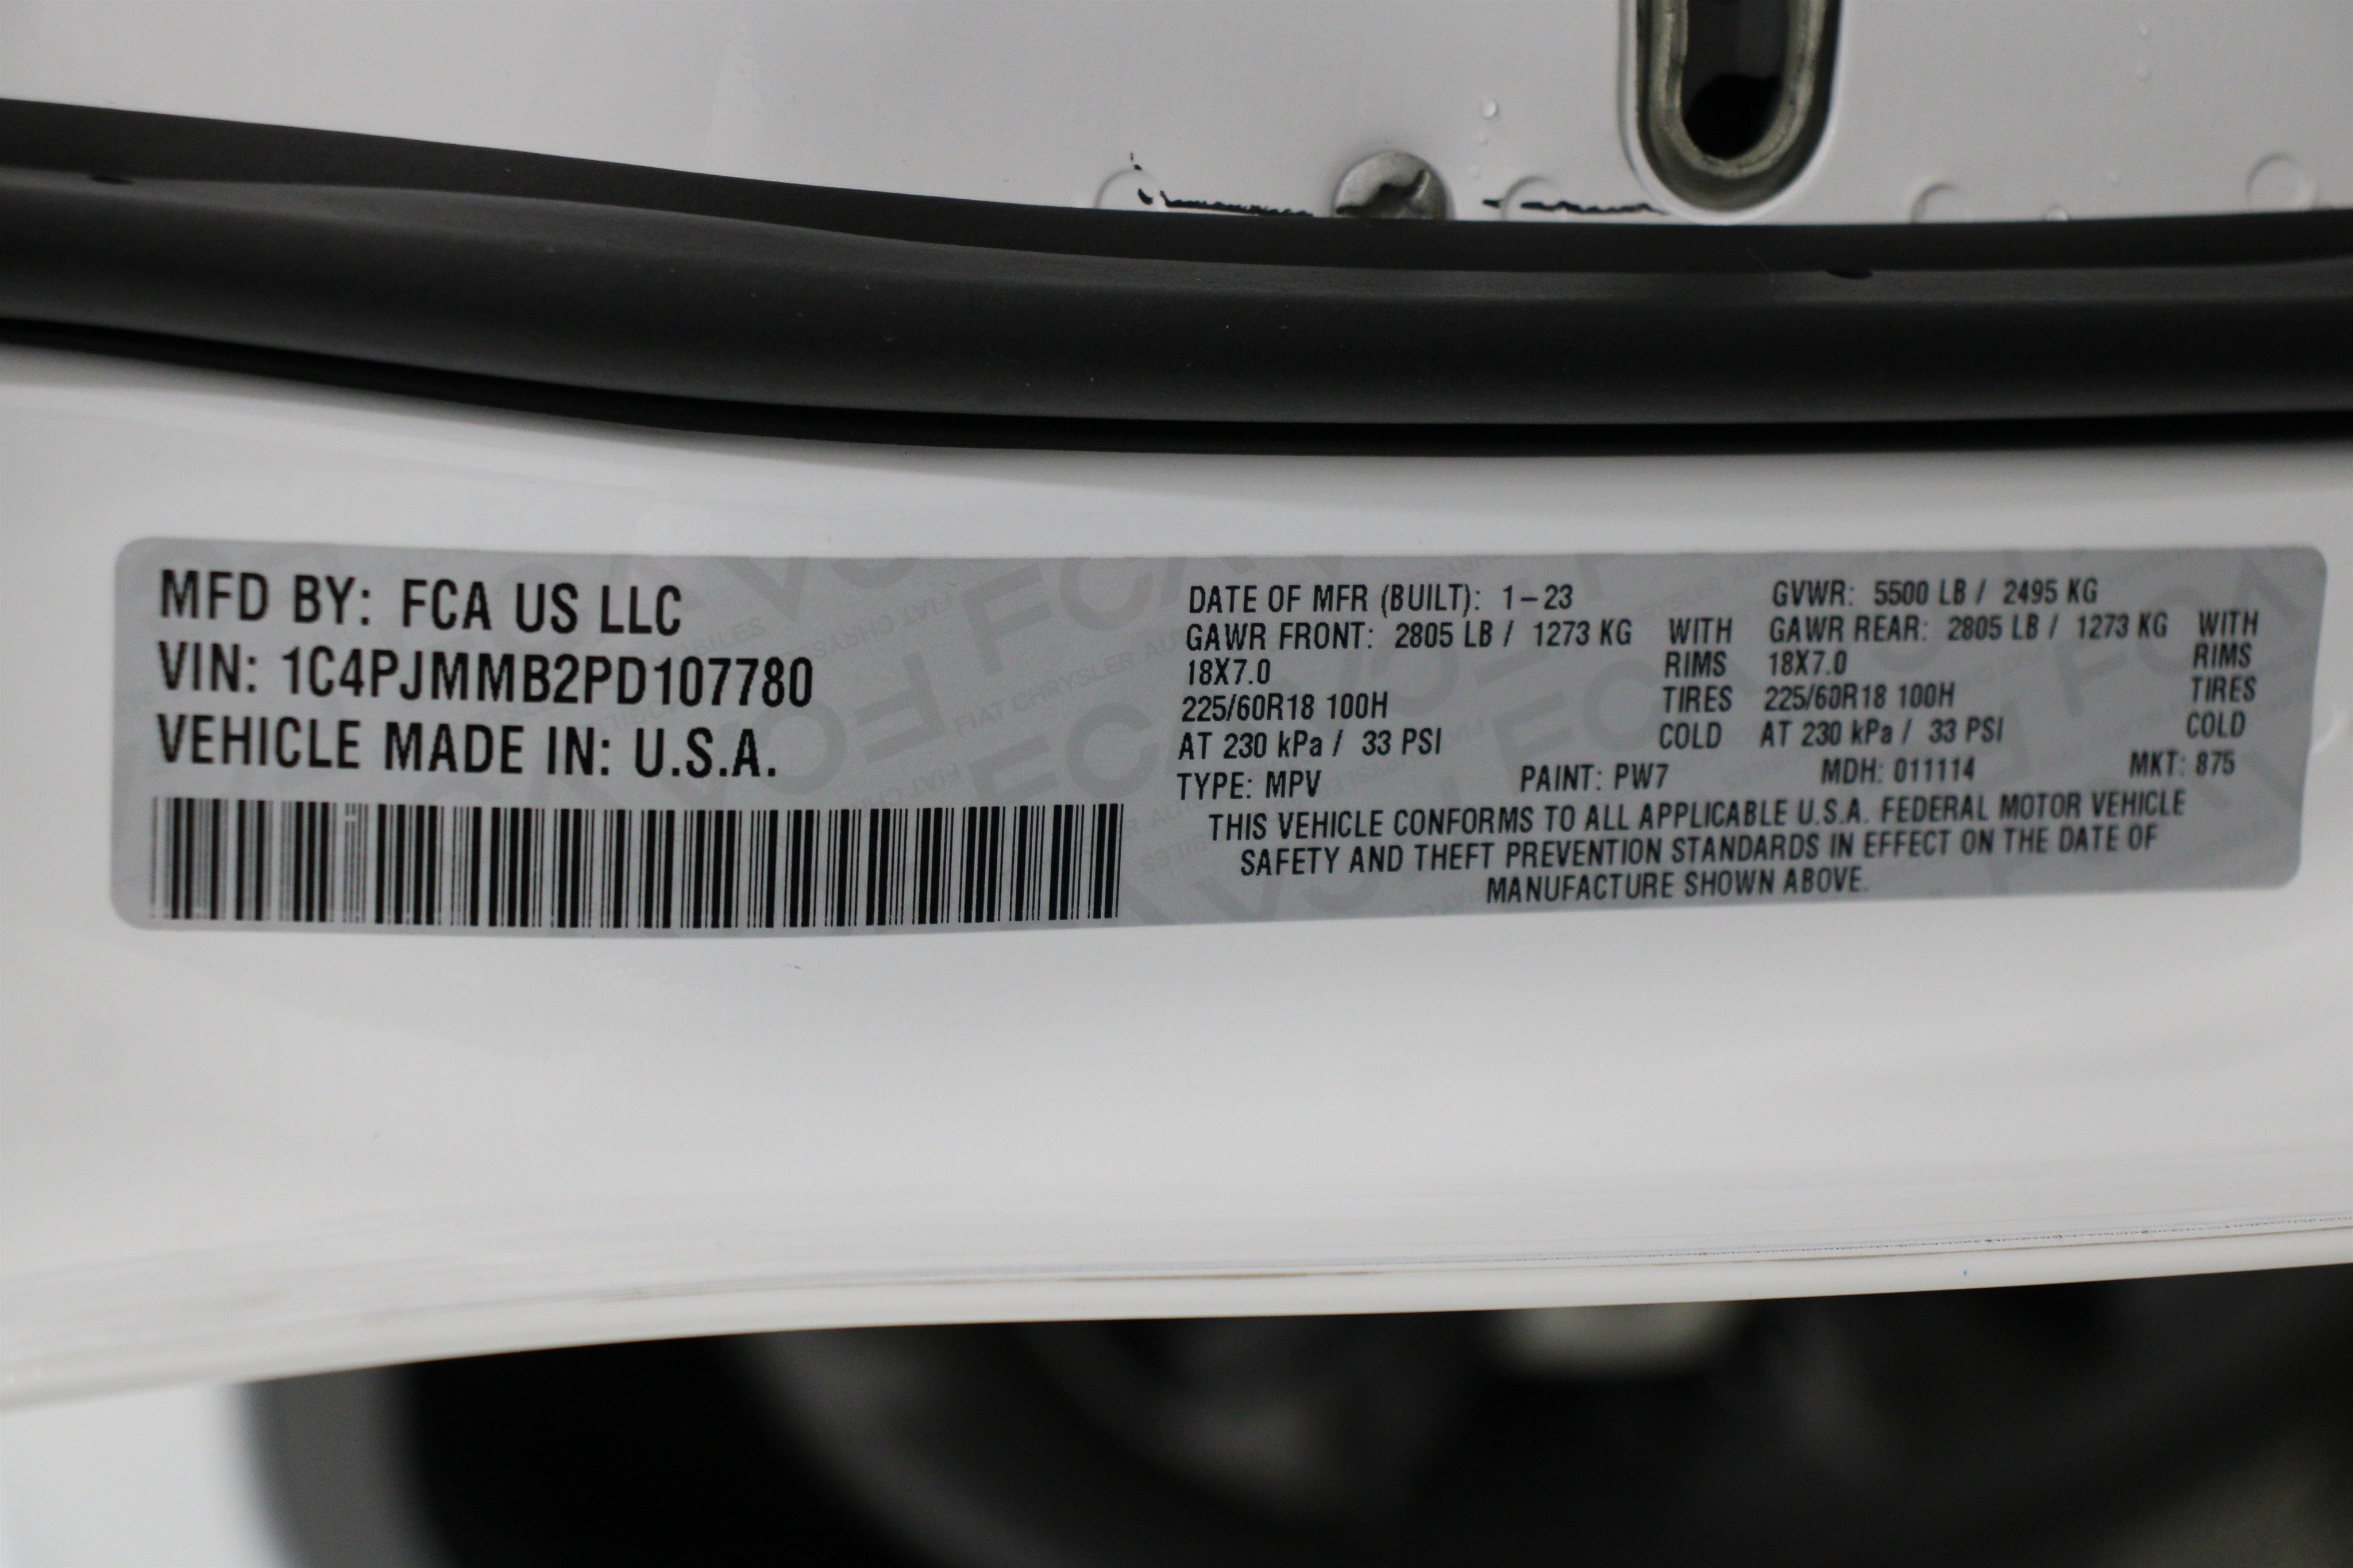 MFD BY: FCA US LLC
VIN: 1C4PJMMB2PD107780
VEHICLE MADE IN: U.S.A.
DATE OF MFR (BUILT): 1-23 GVWR: 5500 LB / 2495 KG
GAWR FRONT: 2805 LB / 1273 KG WITH GAWR REAR: 2805 LB / 1273 KG WITH
18X7.0 RIMS 18X7.0 RIMS
225/60R18 100H TIRES 225/60R18 100H TIRES
AT 230 kPa / 33 PSI COLD AT 230 kPa / 33 PSI COLD
TYPE: MPV PAINT: PW7 MDH: 011114 MKT: 875
THIS VEHICLE CONFORMS TO ALL APPLICABLE U.S.A. FEDERAL MOTOR VEHICLE
SAFETY AND THEFT PREVENTION STANDARDS IN EFFECT ON THE DATE OF
MANUFACTURE SHOWN ABOVE.